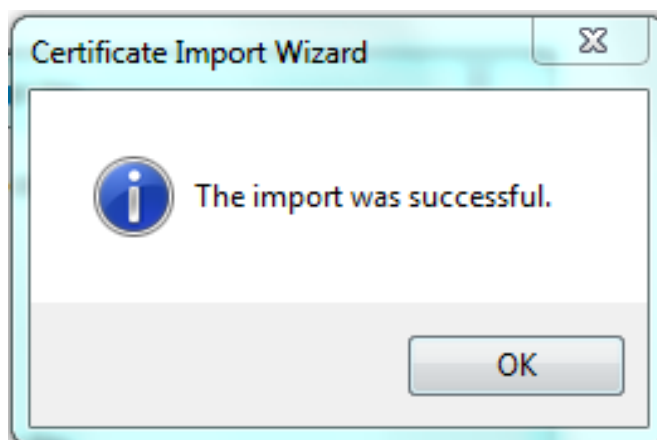 Certificate Import Wizard
The import was successful.
OK